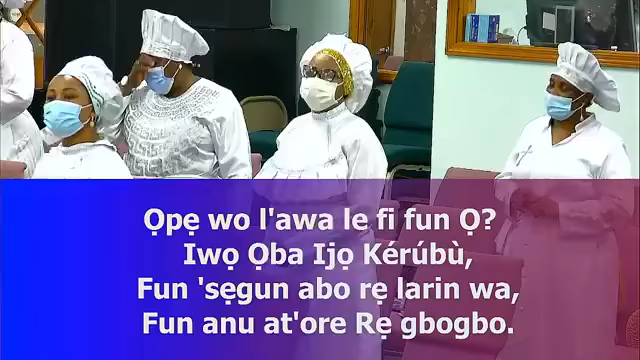 Ọpẹ wo l'awa le fi fun Ọ?
Iwọ Ọba Ijọ Kérúbù,
Fun 'sẹgun abo rẹ larin wa,
Fun anu at'ore Rẹ gbogbo.